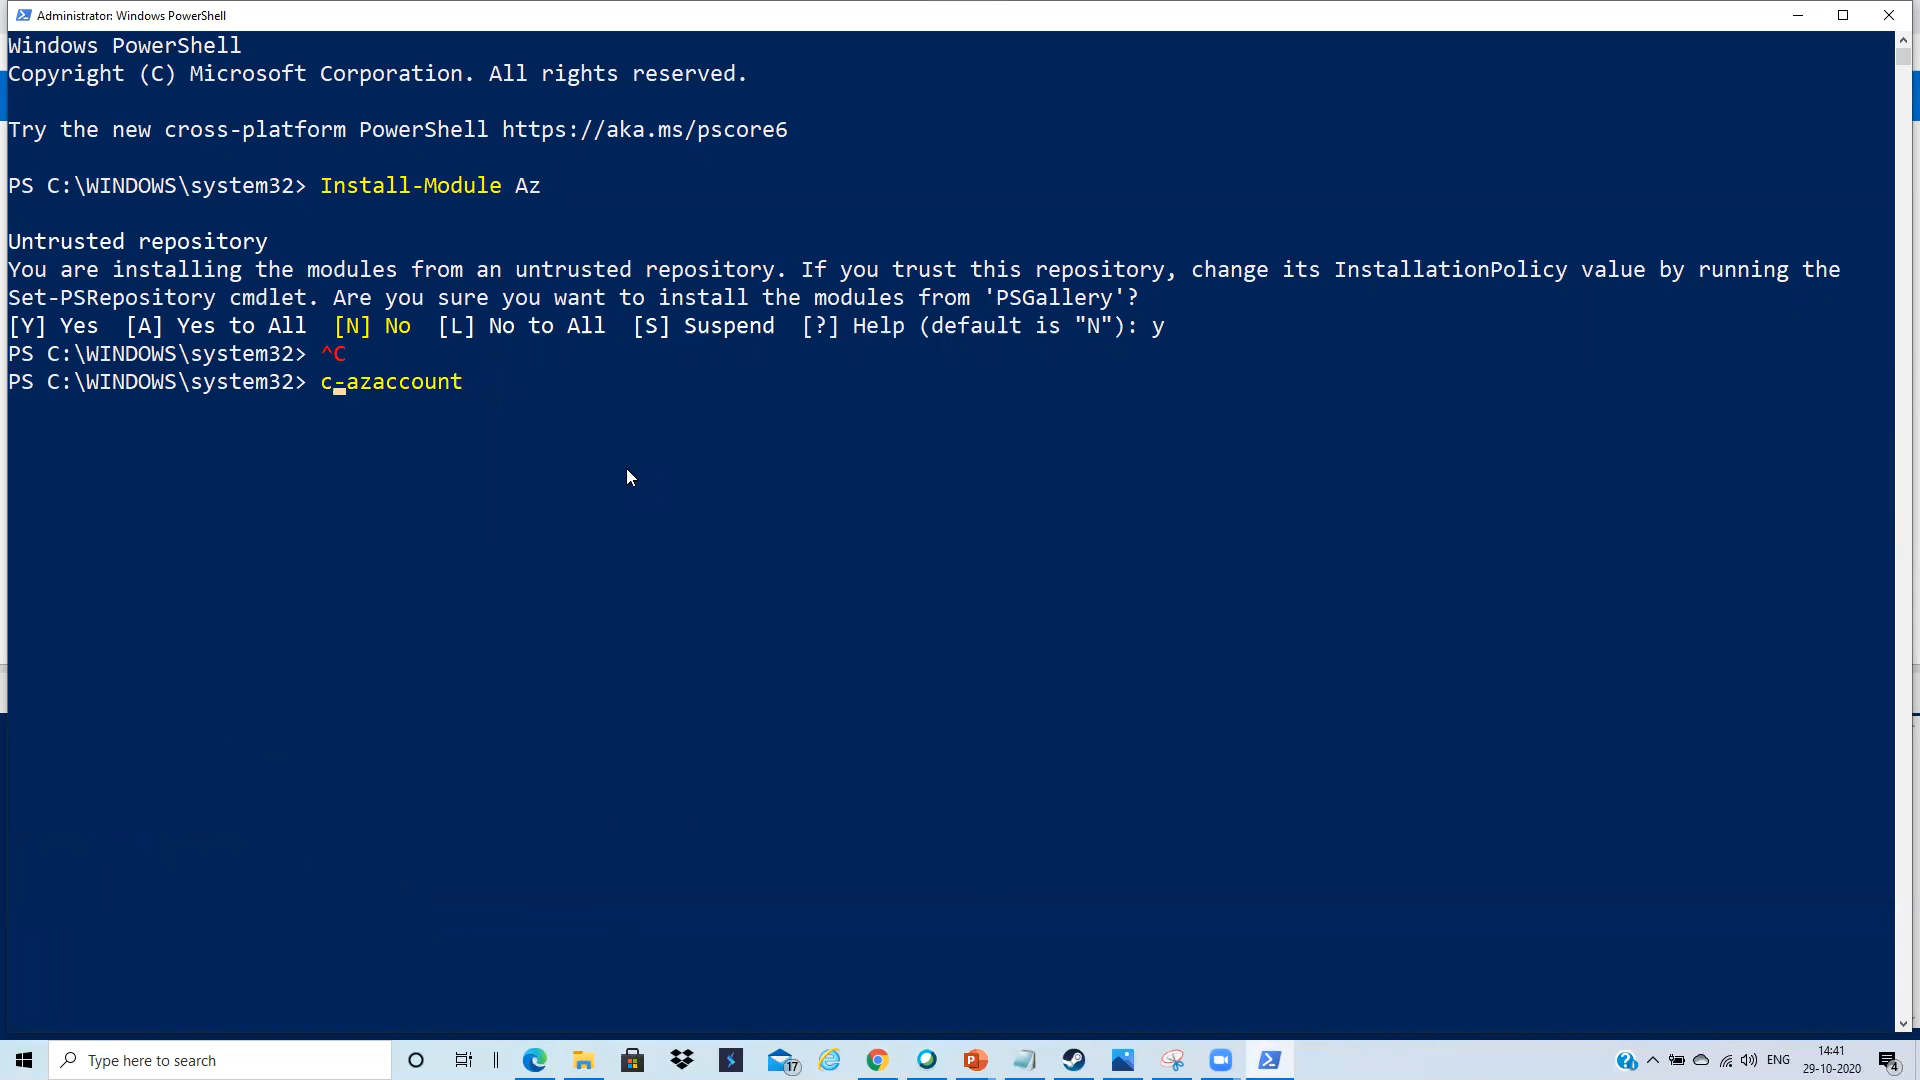 Administrator: Windows PowerShell
Windows PowerShell
Copyright (C) Microsoft Corporation. All rights reserved.
Try the new cross-platform PowerShell https://aka.ms/pscore6
PS C:\WINDOWS\system32> Install-Module Az
Untrusted repository
You are installing the modules from an untrusted repository. If you trust this repository, change its InstallationPolicy value by running the
Set-PSRepository cmdlet. Are you sure you want to install the modules from 'PSGallery'?
[Y] Yes  [A] Yes to All  [N] No  [L] No to All  [S] Suspend  [?] Help (default is "N"): y
PS C:\WINDOWS\system32> ^C
PS C:\WINDOWS\system32> c-azaccount
Type here to search
17
ENG
14:41
29-10-2020
4